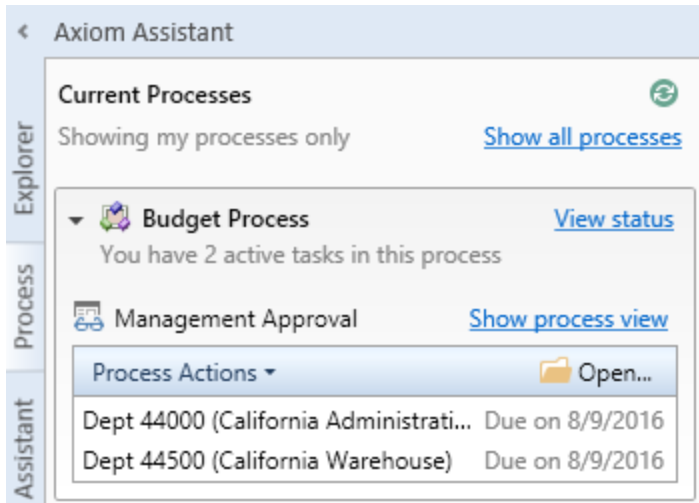 Axiom Assistant
Explorer
Process
Assistant
Current Processes
Showing my processes only Show all processes
Budget Process View status
You have 2 active tasks in this process
Management Approval Show process view
Process Actions Open...
Dept 44000 (California Administrati... Due on 8/9/2016
Dept 44500 (California Warehouse) Due on 8/9/2016